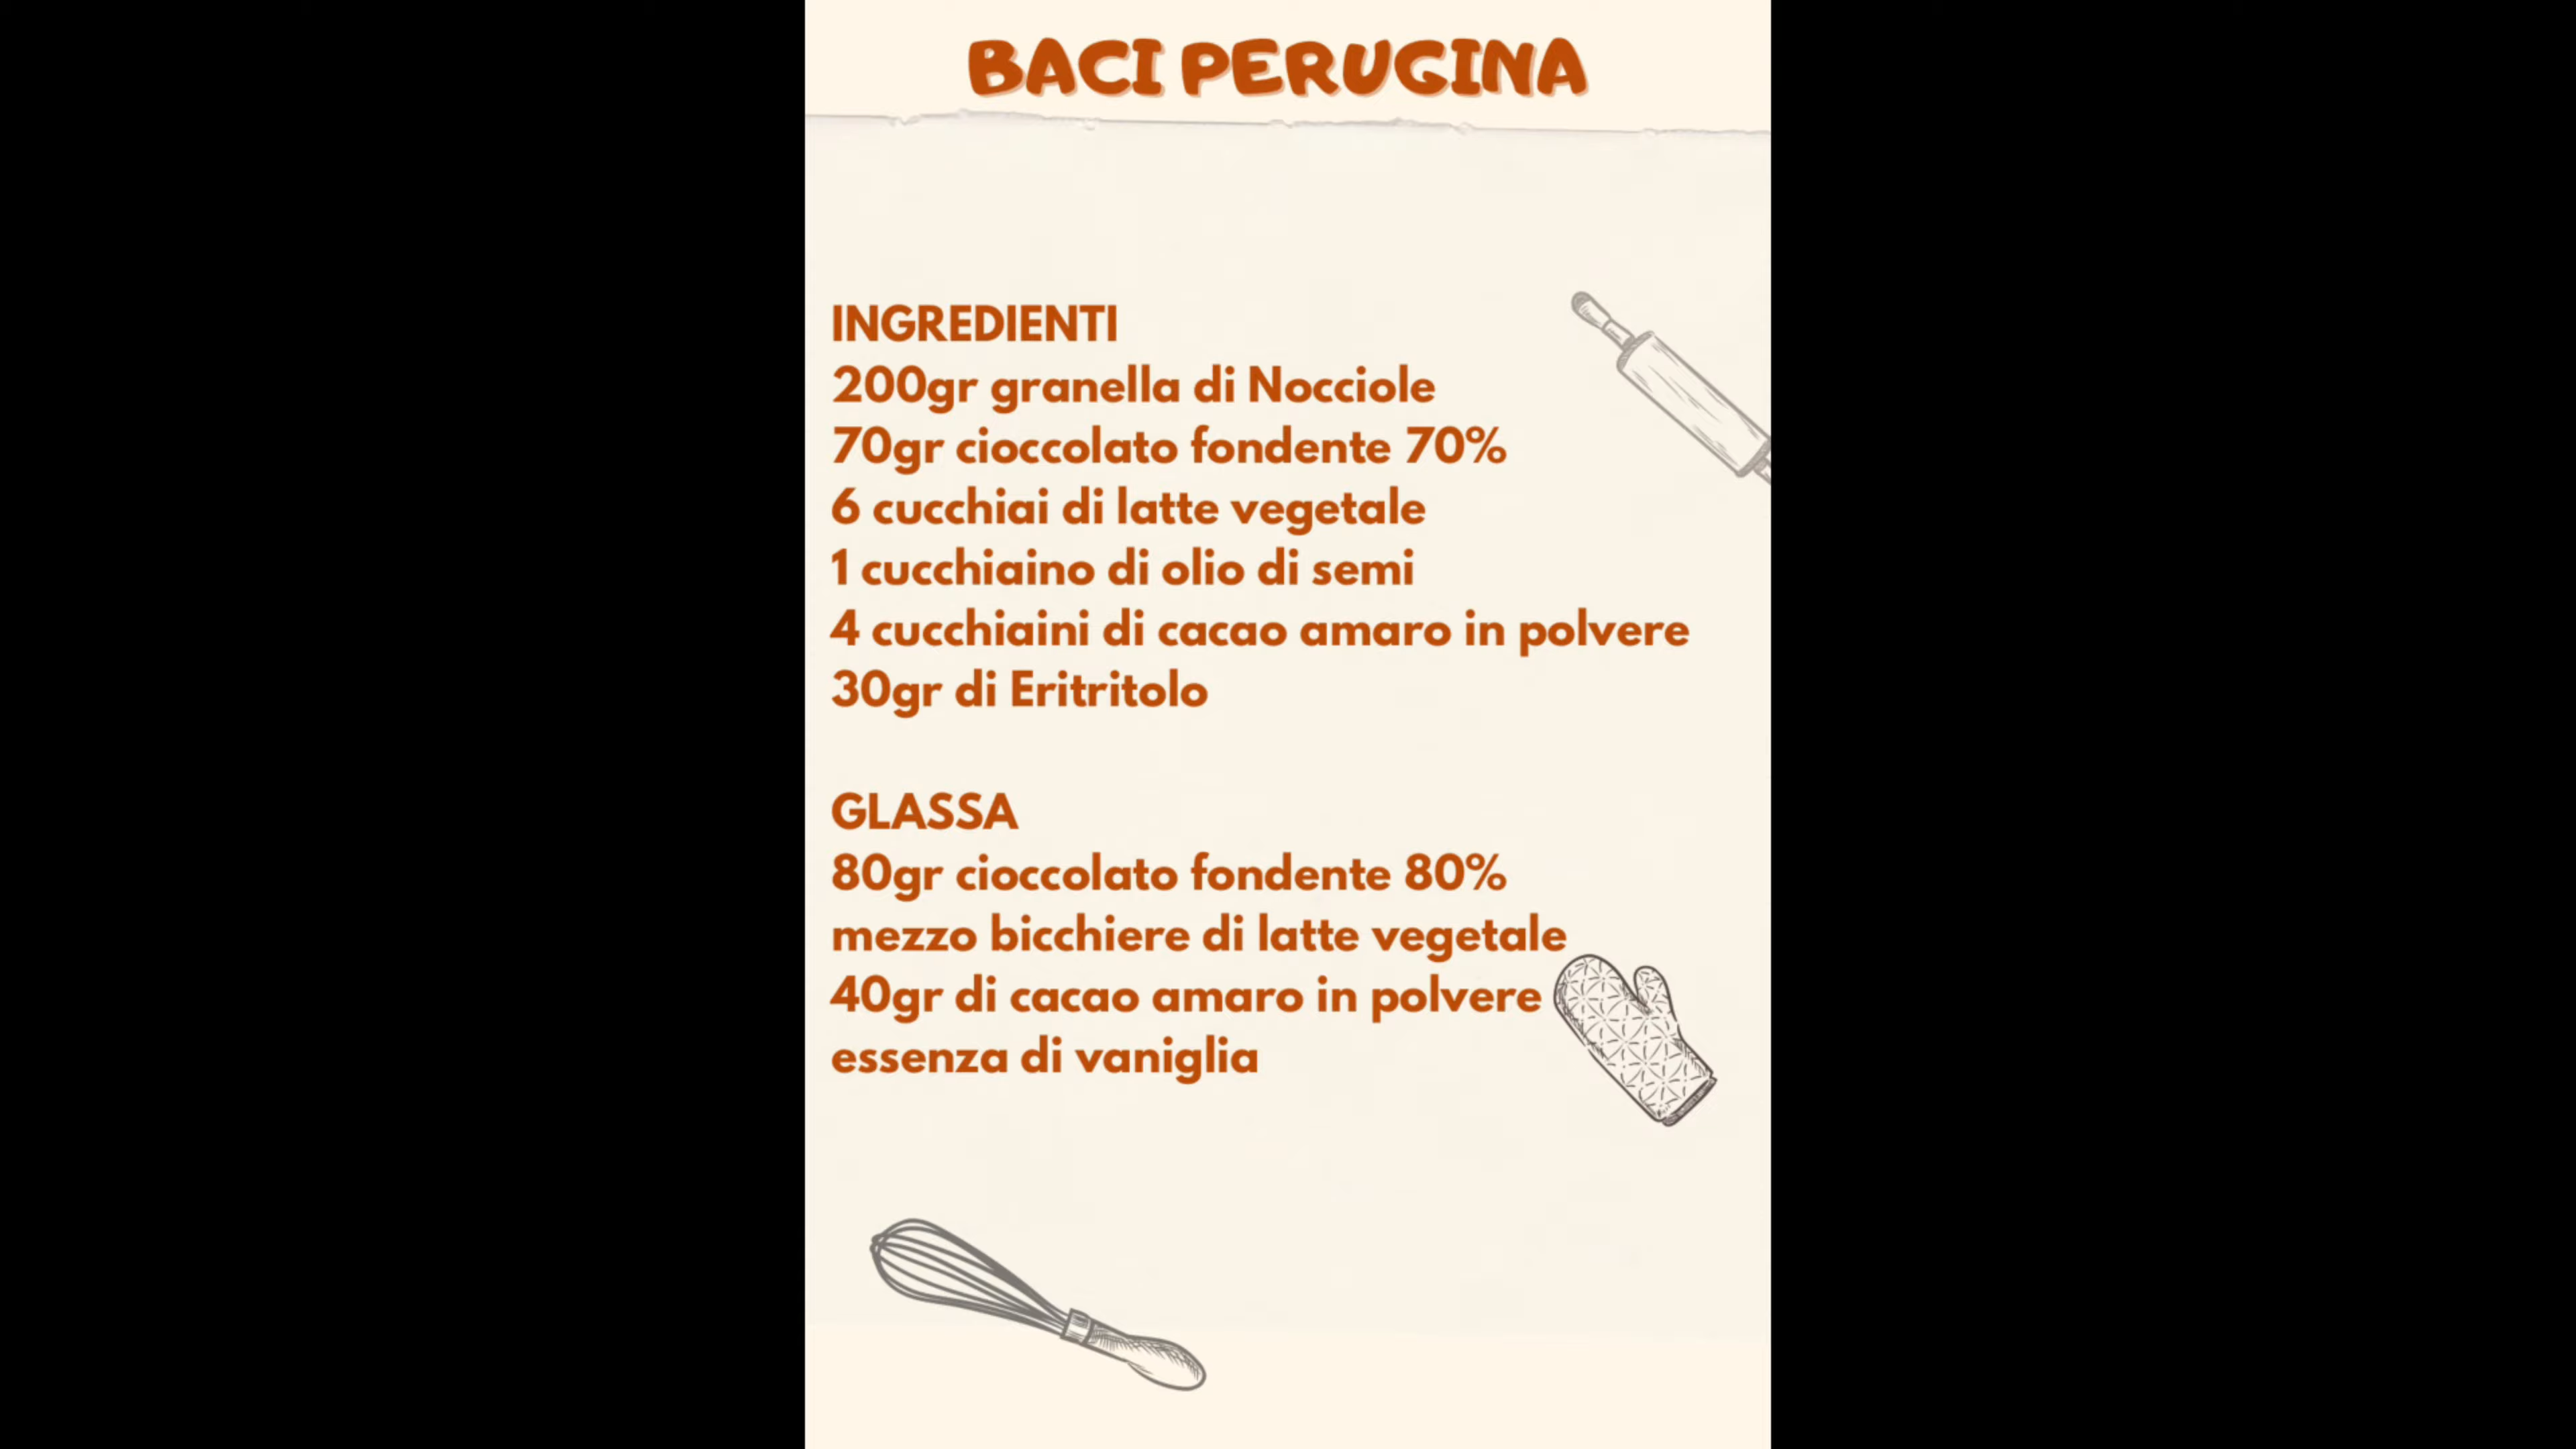 BACI PERUGINA
INGREDIENTI
200gr granella di Nocciole
70gr cioccolato fondente 70%
6 cucchiai di latte vegetale
1 cucchiaino di olio di semi
4 cucchiaini di cacao amaro in polvere
30gr di Eritritolo
GLASSA
80gr cioccolato fondente 80%
mezzo bicchiere di latte vegetale
40gr di cacao amaro in polvere
essenza di vaniglia